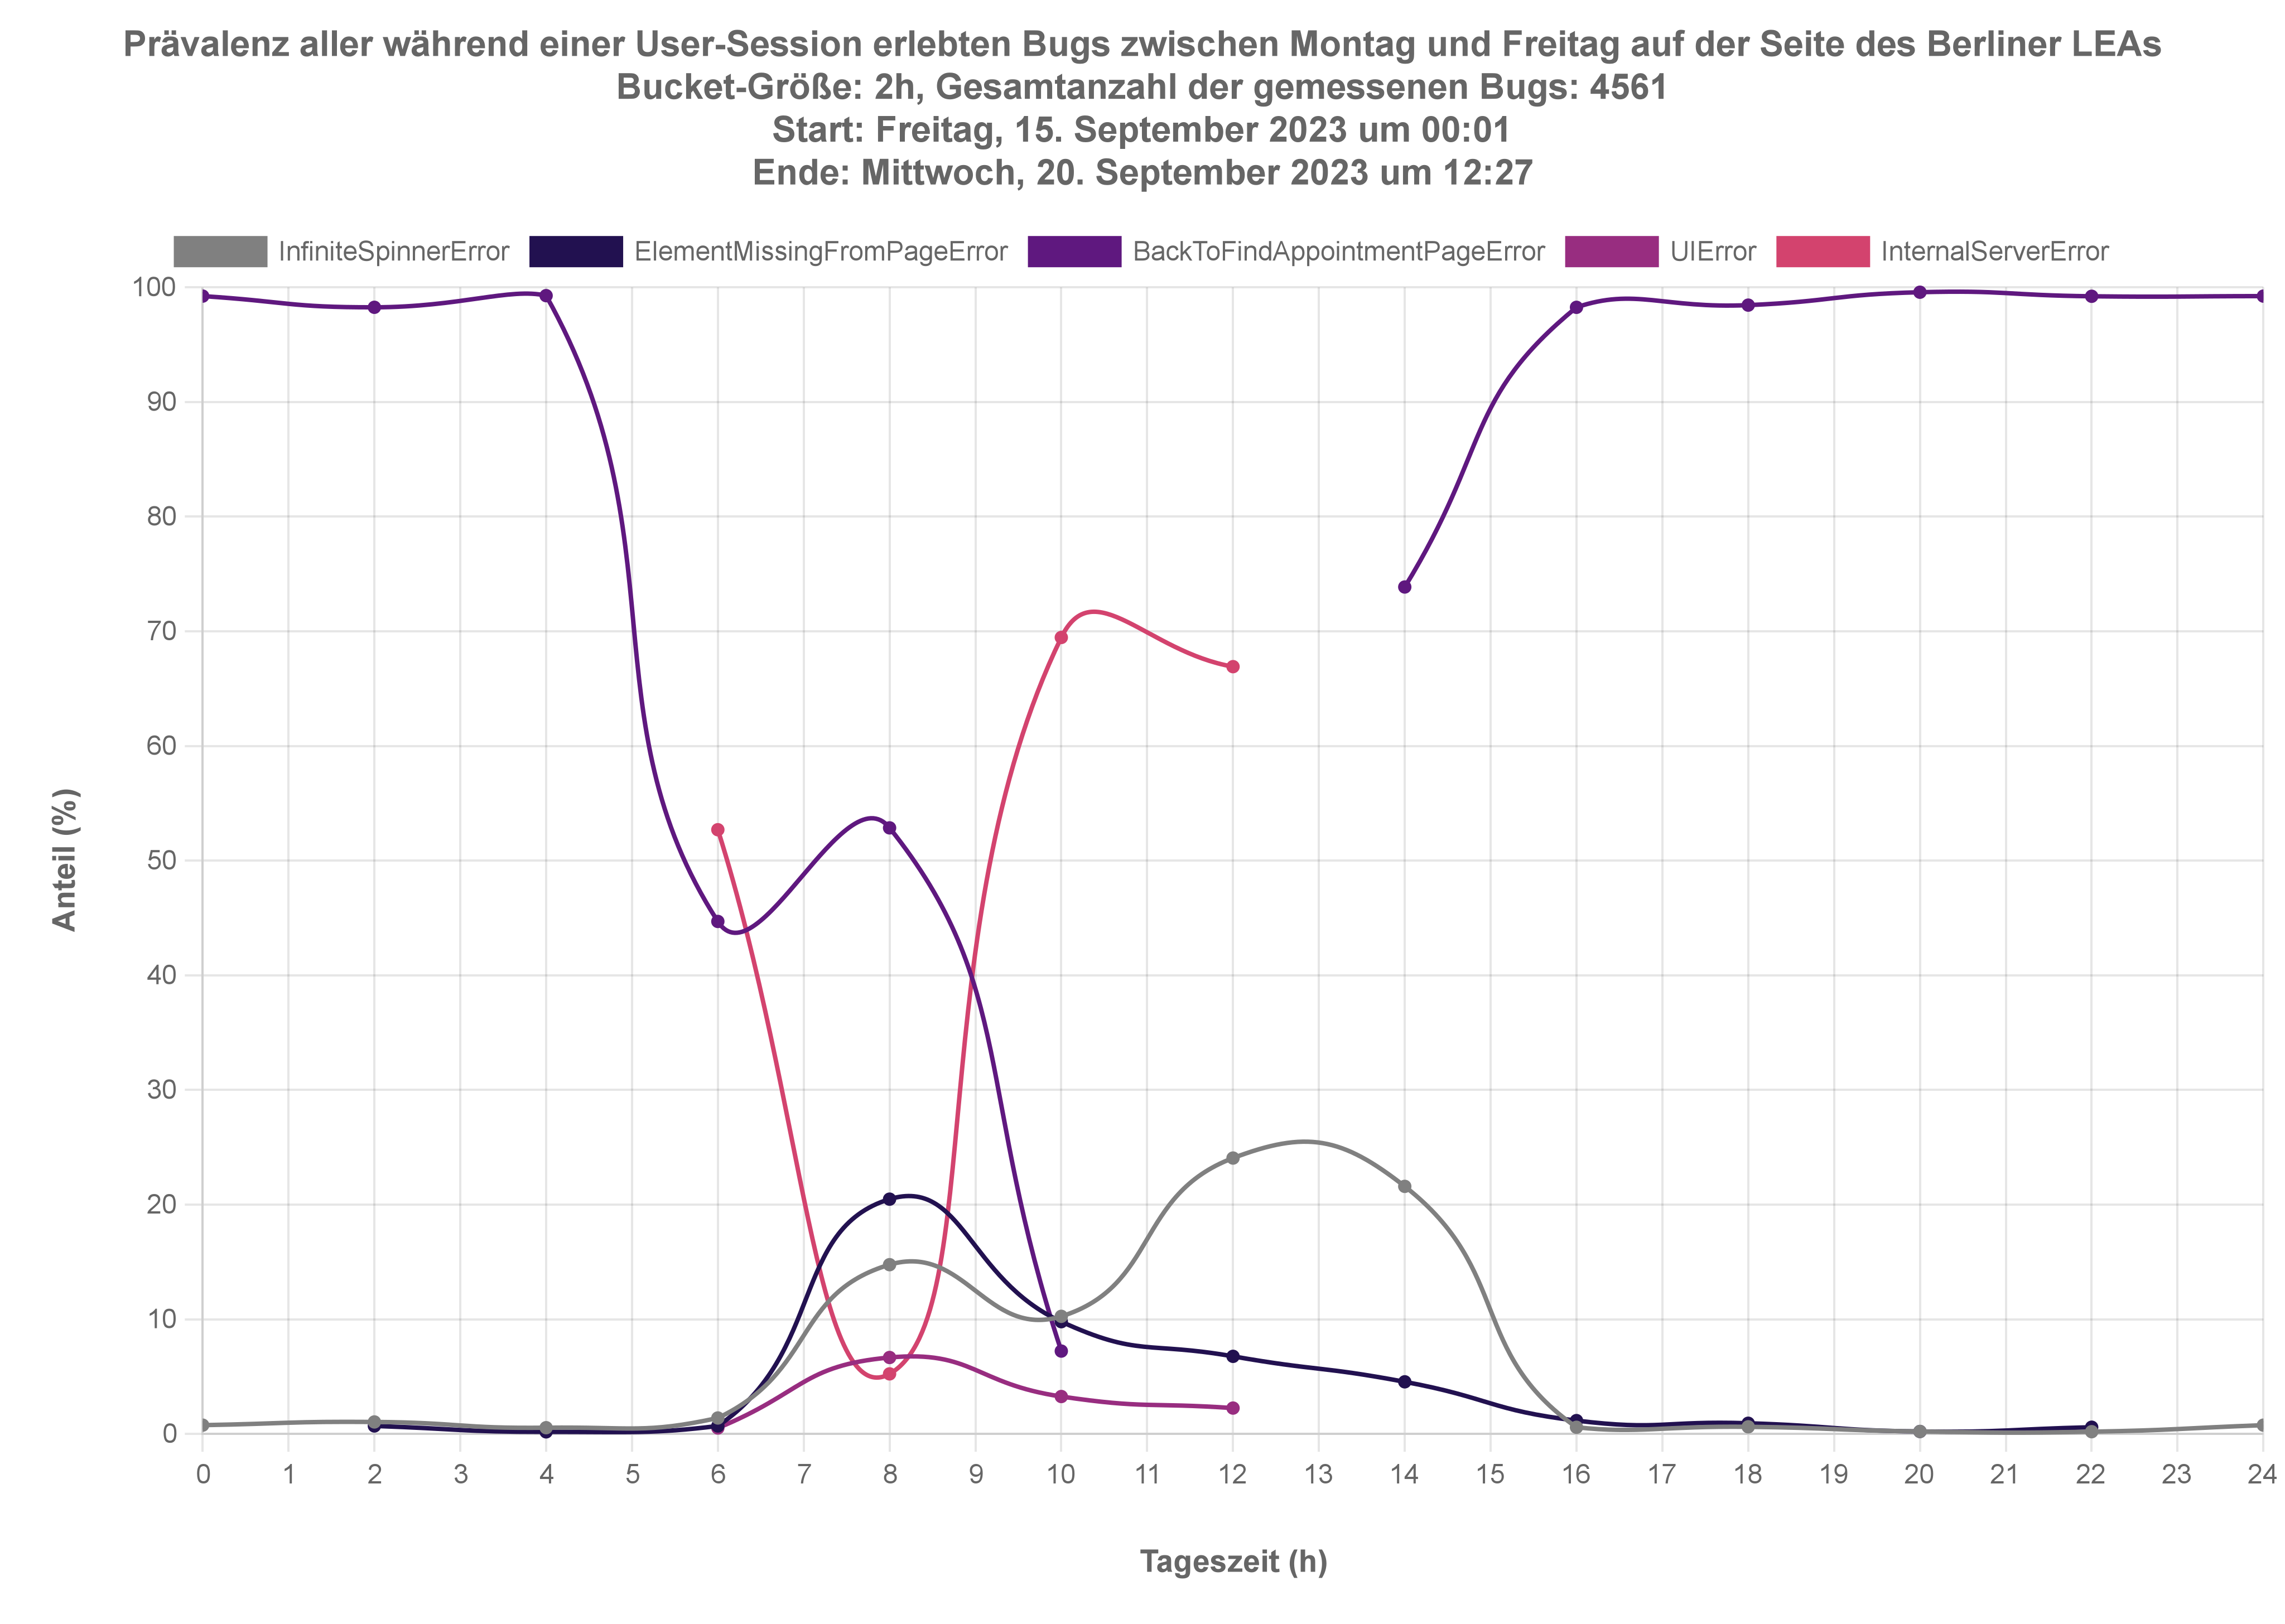 Prävalenz aller während einer User-Session erlebten Bugs zwischen Montag und Freitag auf der Seite des Berliner LEAs
Bucket-Größe: 2h, Gesamtanzahl der gemessenen Bugs: 4561
Start: Freitag, 15. September 2023 um 00:01
Ende: Mittwoch, 20. September 2023 um 12:27
InfiniteSpinnerError ElementMissingFromPageError BackToFindAppointmentPageError UIError InternalServerError
100
90
80
70
60
50
40
30
20
10
0
Anteil (%)
0 1 2 3 4 5 6 7 8 9 10 11 12 13 14 15 16 17 18 19 20 21 22 23 24
Tageszeit (h)